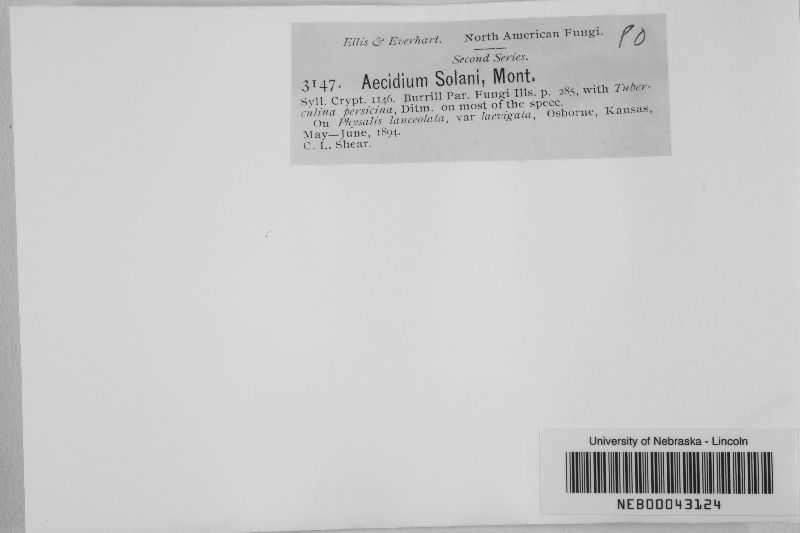 Ellis & Everhart. North American Fungi. PO
Second Series.
3147. Aecidium Solani, Mont.
Syll. Crypt. 1146. Burrill Par. Fungi Ills. p. 285, with Tuber-
culina persicina, Ditm. on most of the specc.
On Physalis lanceolata, var laevigata, Osborne, Kansas,
May—June, 1894.
C. L. Shear.
University of Nebraska - Lincoln
NEB00043124